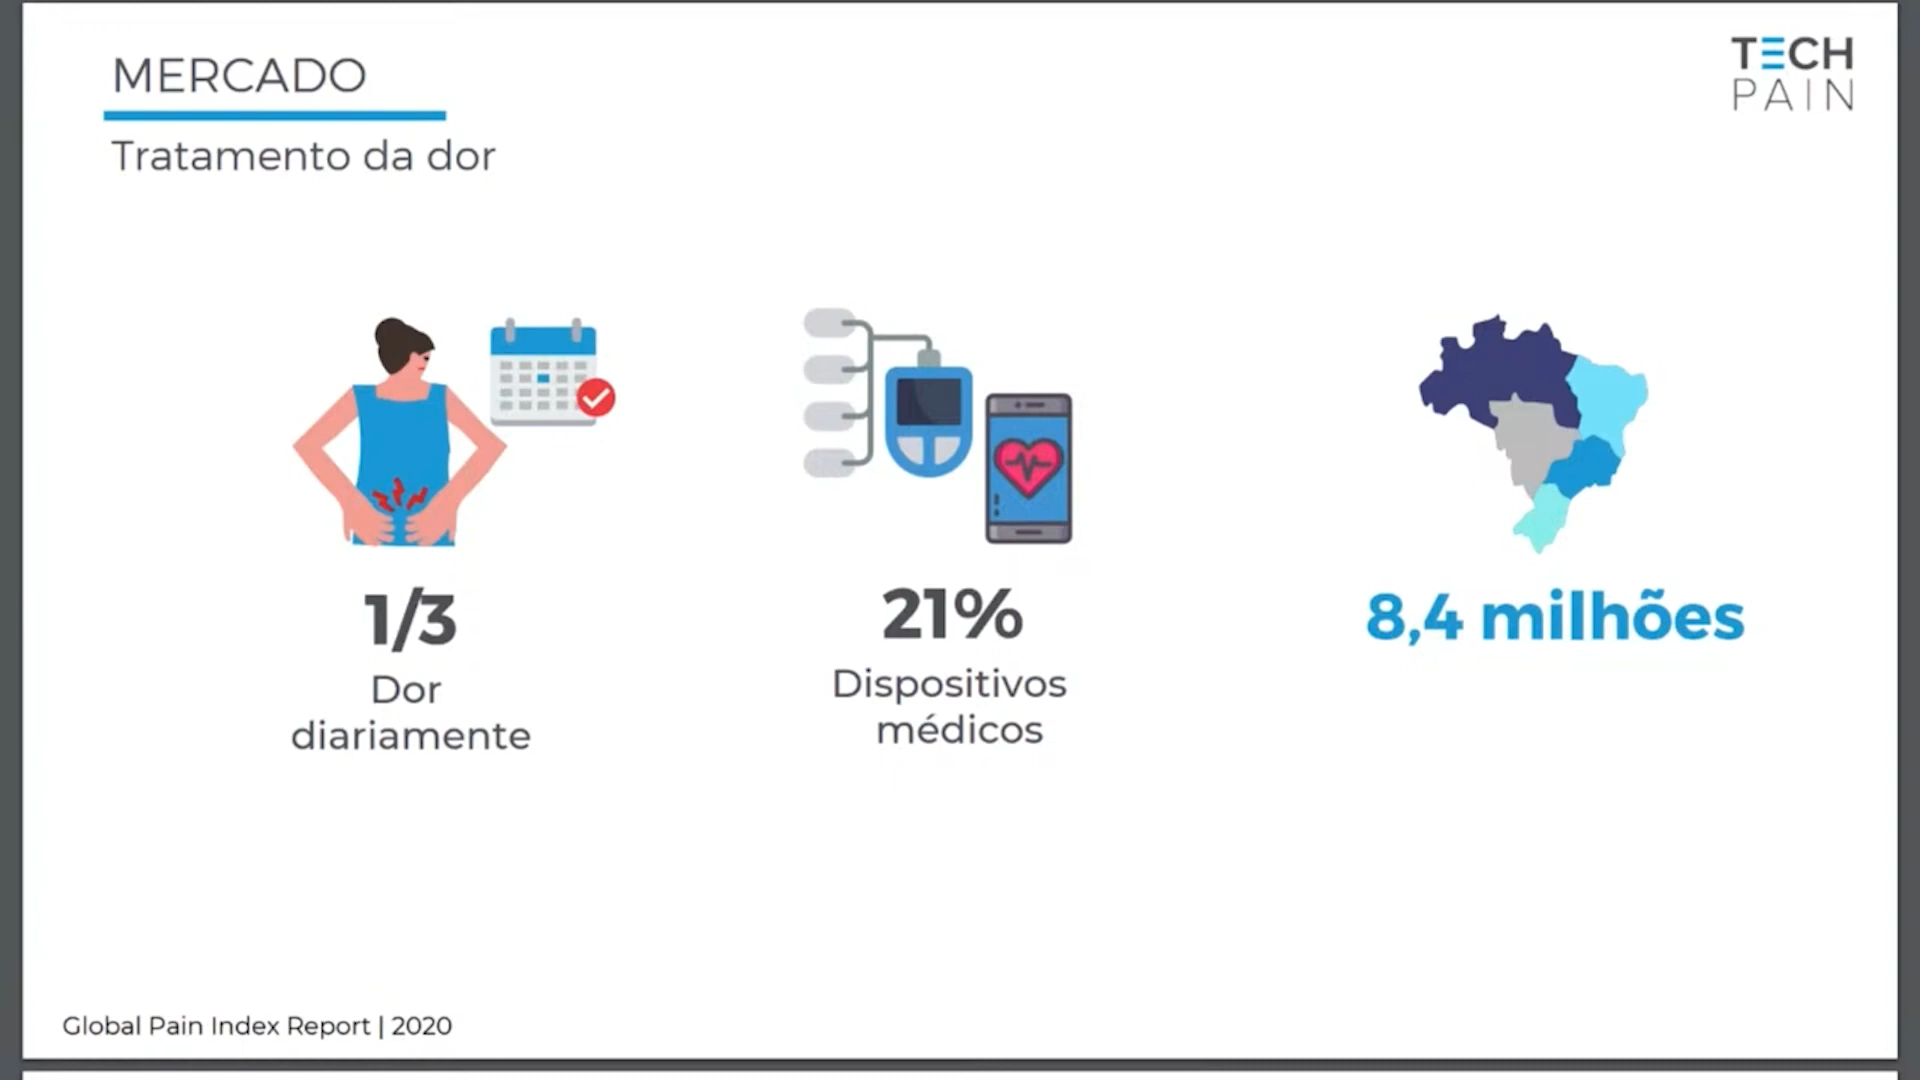 MERCADO
TECH
PAIN
Tratamento da dor
1/3
Dor
diariamente
21%
Dispositivos
médicos
8,4 milhões
Global Pain Index Report | 2020